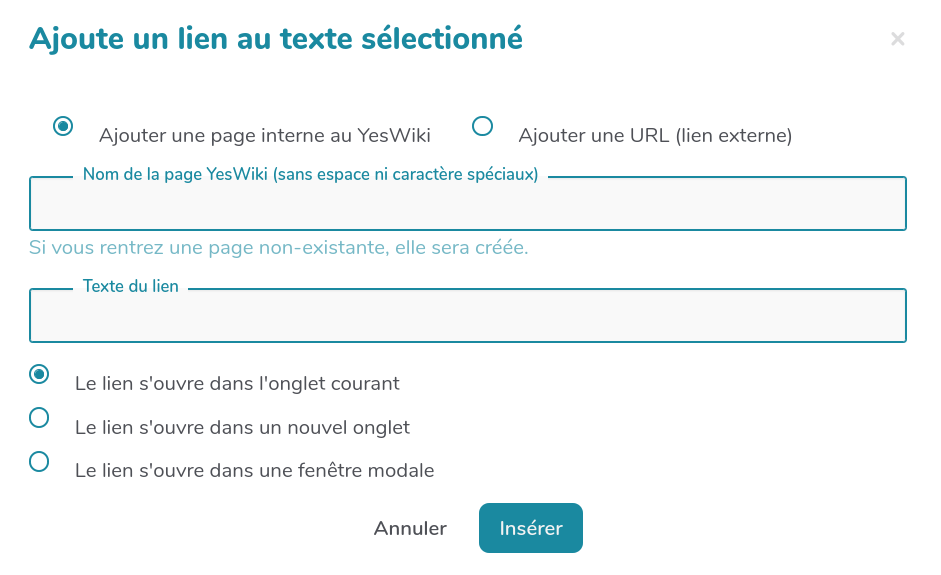 Ajoute un lien au texte sélectionné ×
Ajouter une page interne au YesWiki Ajouter une URL (lien externe)
Nom de la page YesWiki (sans espace ni caractère spéciaux)
Si vous rentrez une page non-existante, elle sera créée.
Texte du lien
Le lien s'ouvre dans l'onglet courant
Le lien s'ouvre dans un nouvel onglet
Le lien s'ouvre dans une fenêtre modale
Annuler Insérer